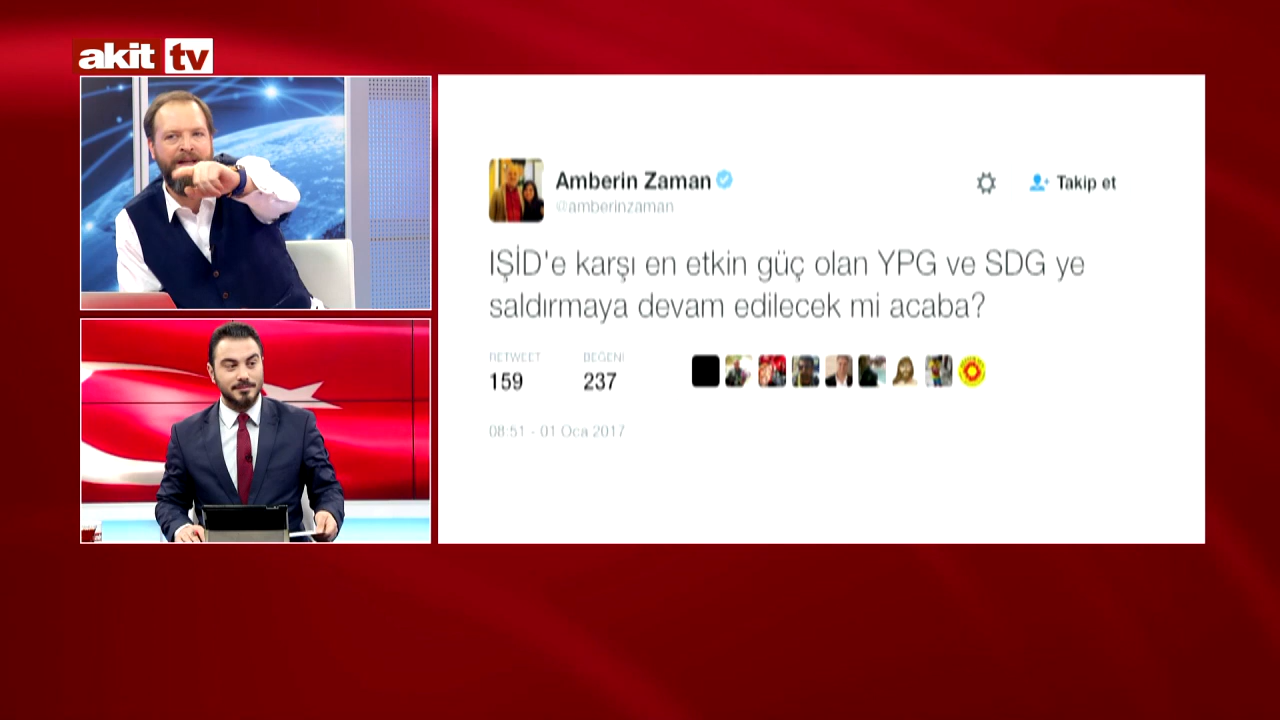 akit tv
Amberin Zaman
@amberinzaman
Takip et
IŞİD'e karşı en etkin güç olan YPG ve SDG ye
saldırmaya devam edilecek mi acaba?
RETWEET BEĞENİ
159 237
08:51 - 01 Oca 2017